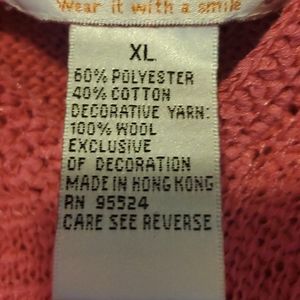 Wear it with a smile
XL
60% POLYESTER
40% COTTON
DECORATIVE YARN:
100% WOOL
EXCLUSIVE
OF DECORATION
MADE IN HONG KONG
RN 95524
CARE SEE REVERSE